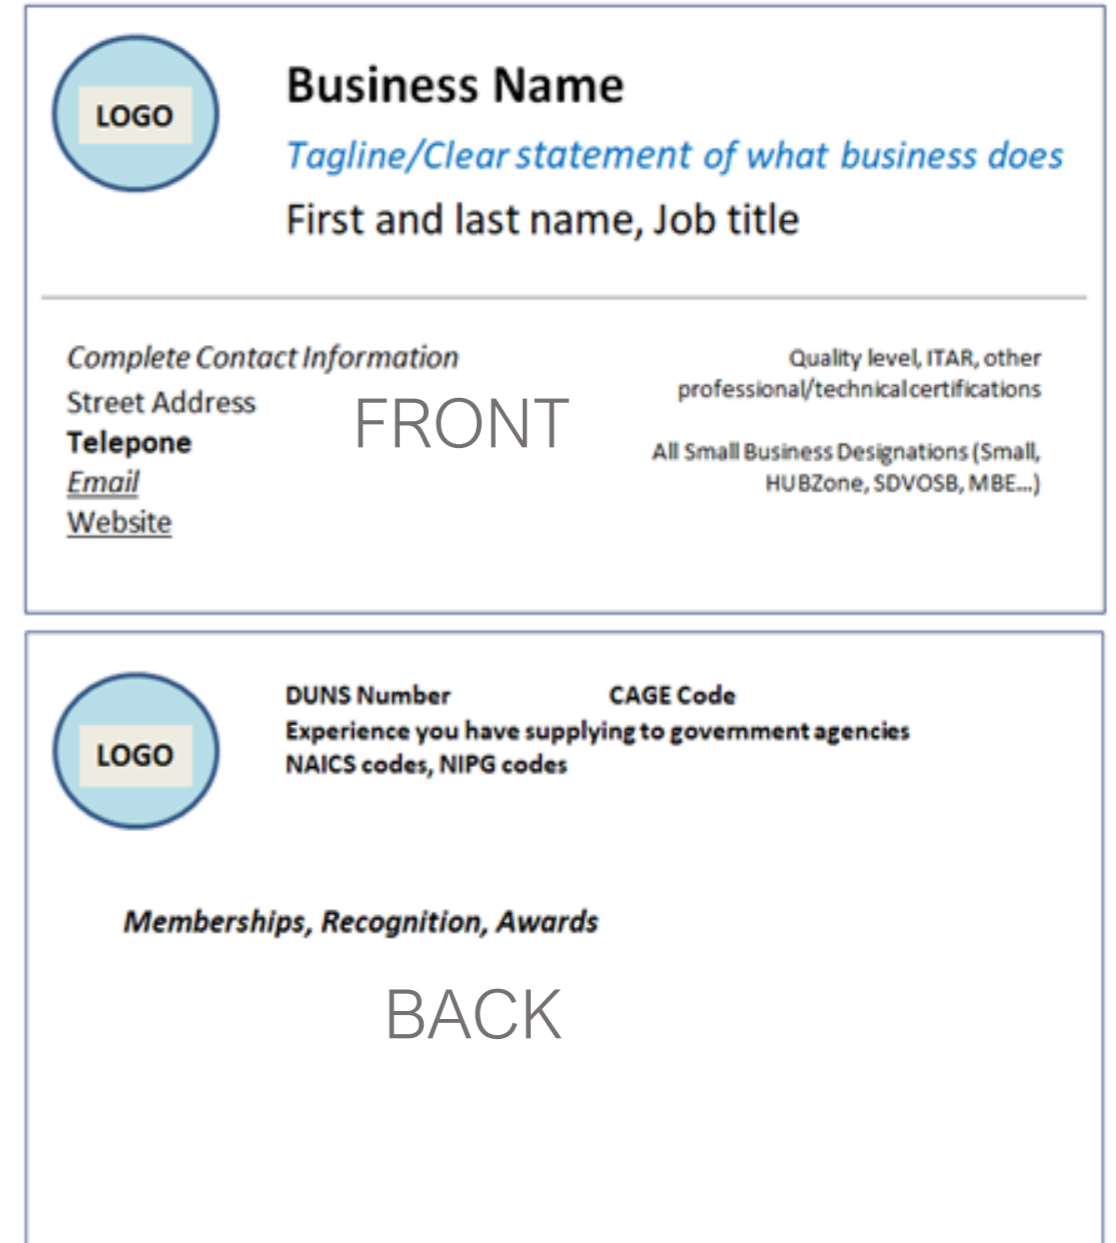 LOGO
Business Name
Tagline/Clear statement of what business does
First and last name, Job title
Complete Contact Information
Street Address
Telepone
Email
Website
FRONT
Quality level, ITAR, other
professional/technical certifications
All Small Business Designations (Small,
HUBZone, SDVOSB, MBE...)
LOGO
DUNS Number CAGE Code
Experience you have supplying to government agencies
NAICS codes, NIPG codes
Memberships, Recognition, Awards
BACK